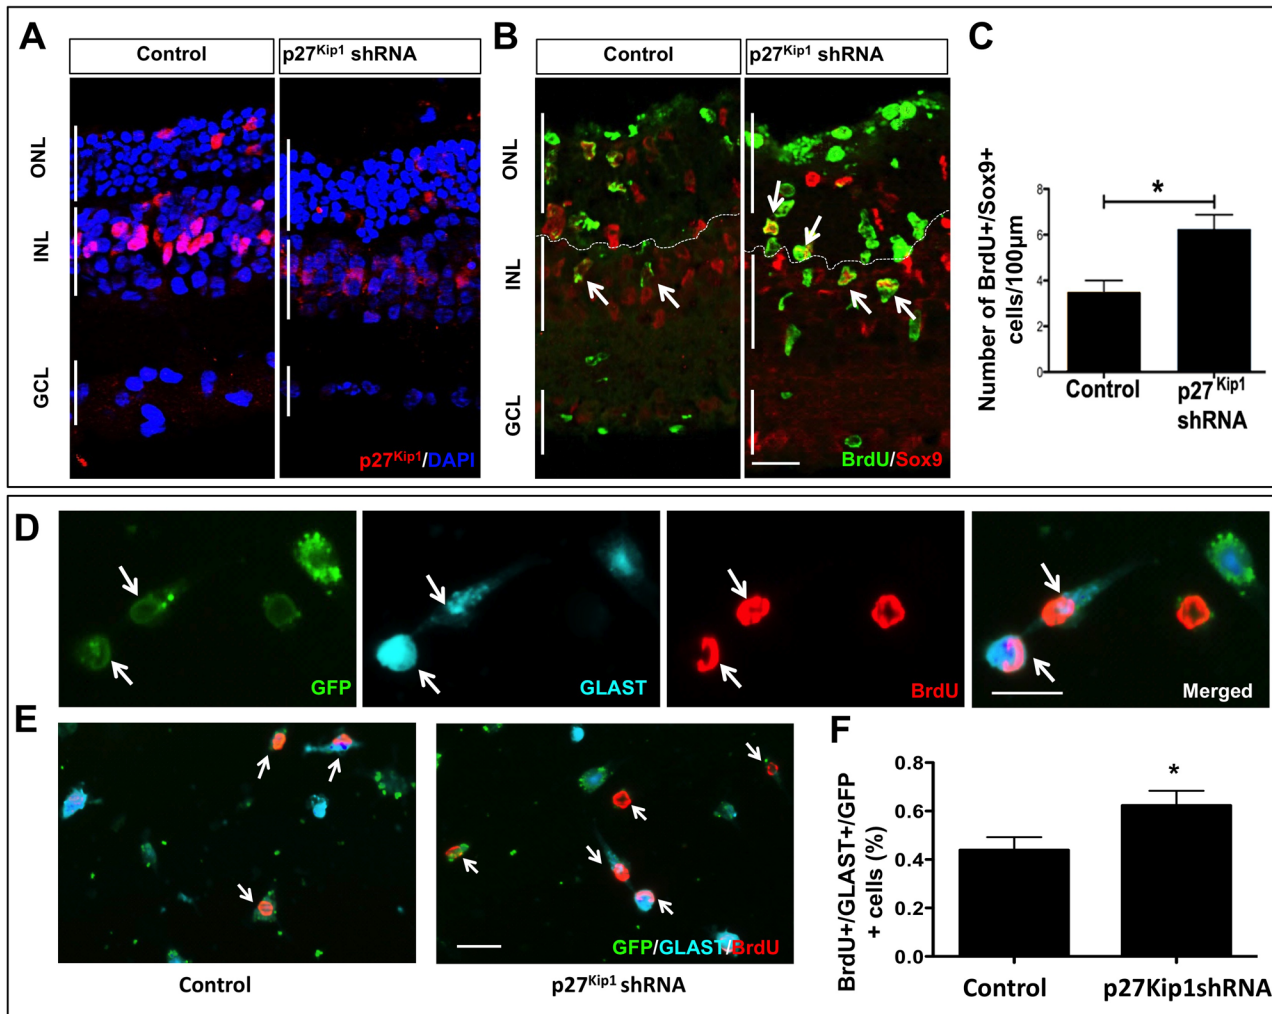 A
Control
p27Kip1 shRNA
ONL
INL
GCL
p27Kip1/DAPI
B
Control
p27Kip1 shRNA
ONL
INL
GCL
BrdU/Sox9
C
Number of BrdU+/Sox9+
cells/100µm
8
6
4
2
0
*
Control
p27Kip1
shRNA
D
GFP
GLAST
BrdU
Merged
E
GFP/GLAST/BrdU
Control
p27Kip1 shRNA
F
BrdU+/GLAST+/GFP
+ cells (%)
0.8
0.6
0.4
0.2
0.0
*
Control
p27Kip1shRNA